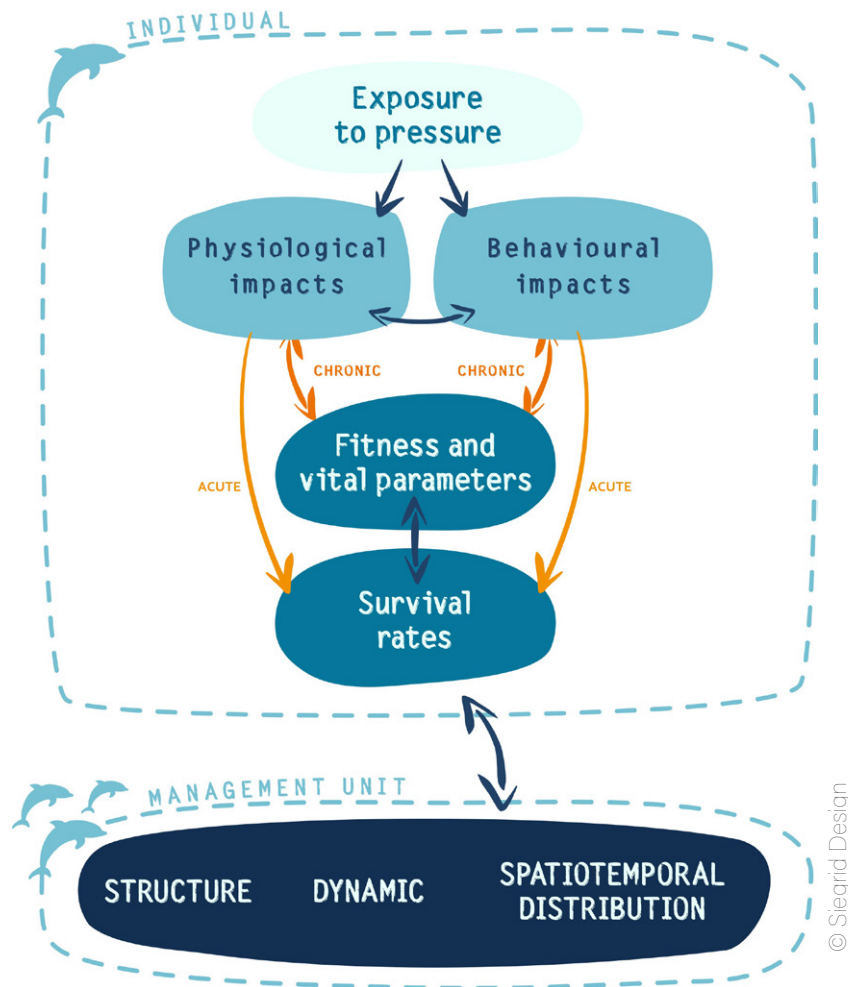 INDIVIDUAL
Exposure
to pressure
Physiological
impacts
Behavioural
impacts
CHRONIC
CHRONIC
Fitness and
vital parameters
ACUTE
ACUTE
Survival
rates
MANAGEMENT UNIT
STRUCTURE
DYNAMIC
SPATIOTEMPORAL
DISTRIBUTION
© Siegrid Design